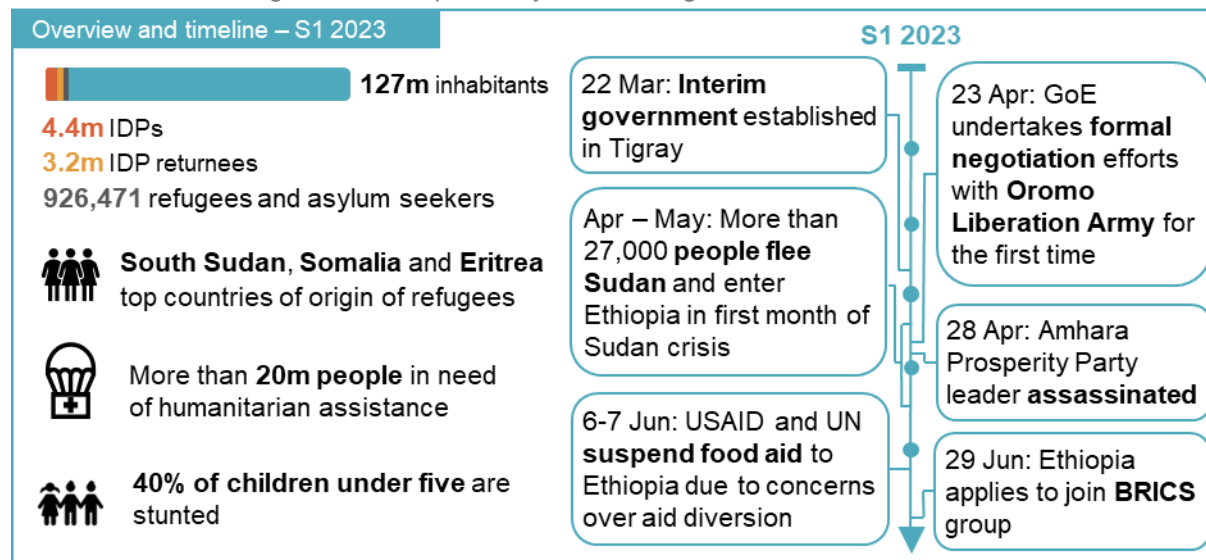 Overview and timeline – S1 2023
127m inhabitants
4.4m IDPs
3.2m IDP returnees
926,471 refugees and asylum seekers
South Sudan, Somalia and Eritrea
top countries of origin of refugees
More than 20m people in need
of humanitarian assistance
40% of children under five are
stunted
S1 2023
22 Mar: Interim
government established
in Tigray
23 Apr: GoE
undertakes formal
negotiation efforts
with Oromo
Liberation Army for
the first time
Apr – May: More than
27,000 people flee
Sudan and enter
Ethiopia in first month of
Sudan crisis
28 Apr: Amhara
Prosperity Party
leader assassinated
6-7 Jun: USAID and UN
suspend food aid to
Ethiopia due to concerns
over aid diversion
29 Jun: Ethiopia
applies to join BRICS
group